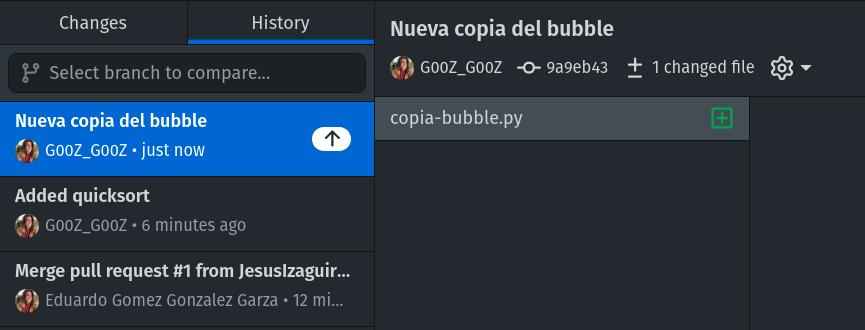 Changes
History
Select branch to compare...
Nueva copia del bubble
G00Z_G00Z • just now
Added quicksort
G00Z_G00Z • 6 minutes ago
Merge pull request #1 from JesusIzaguir...
Eduardo Gomez Gonzalez Garza • 12 mi...
Nueva copia del bubble
G00Z_G00Z 9a9eb43 1 changed file
copia-bubble.py